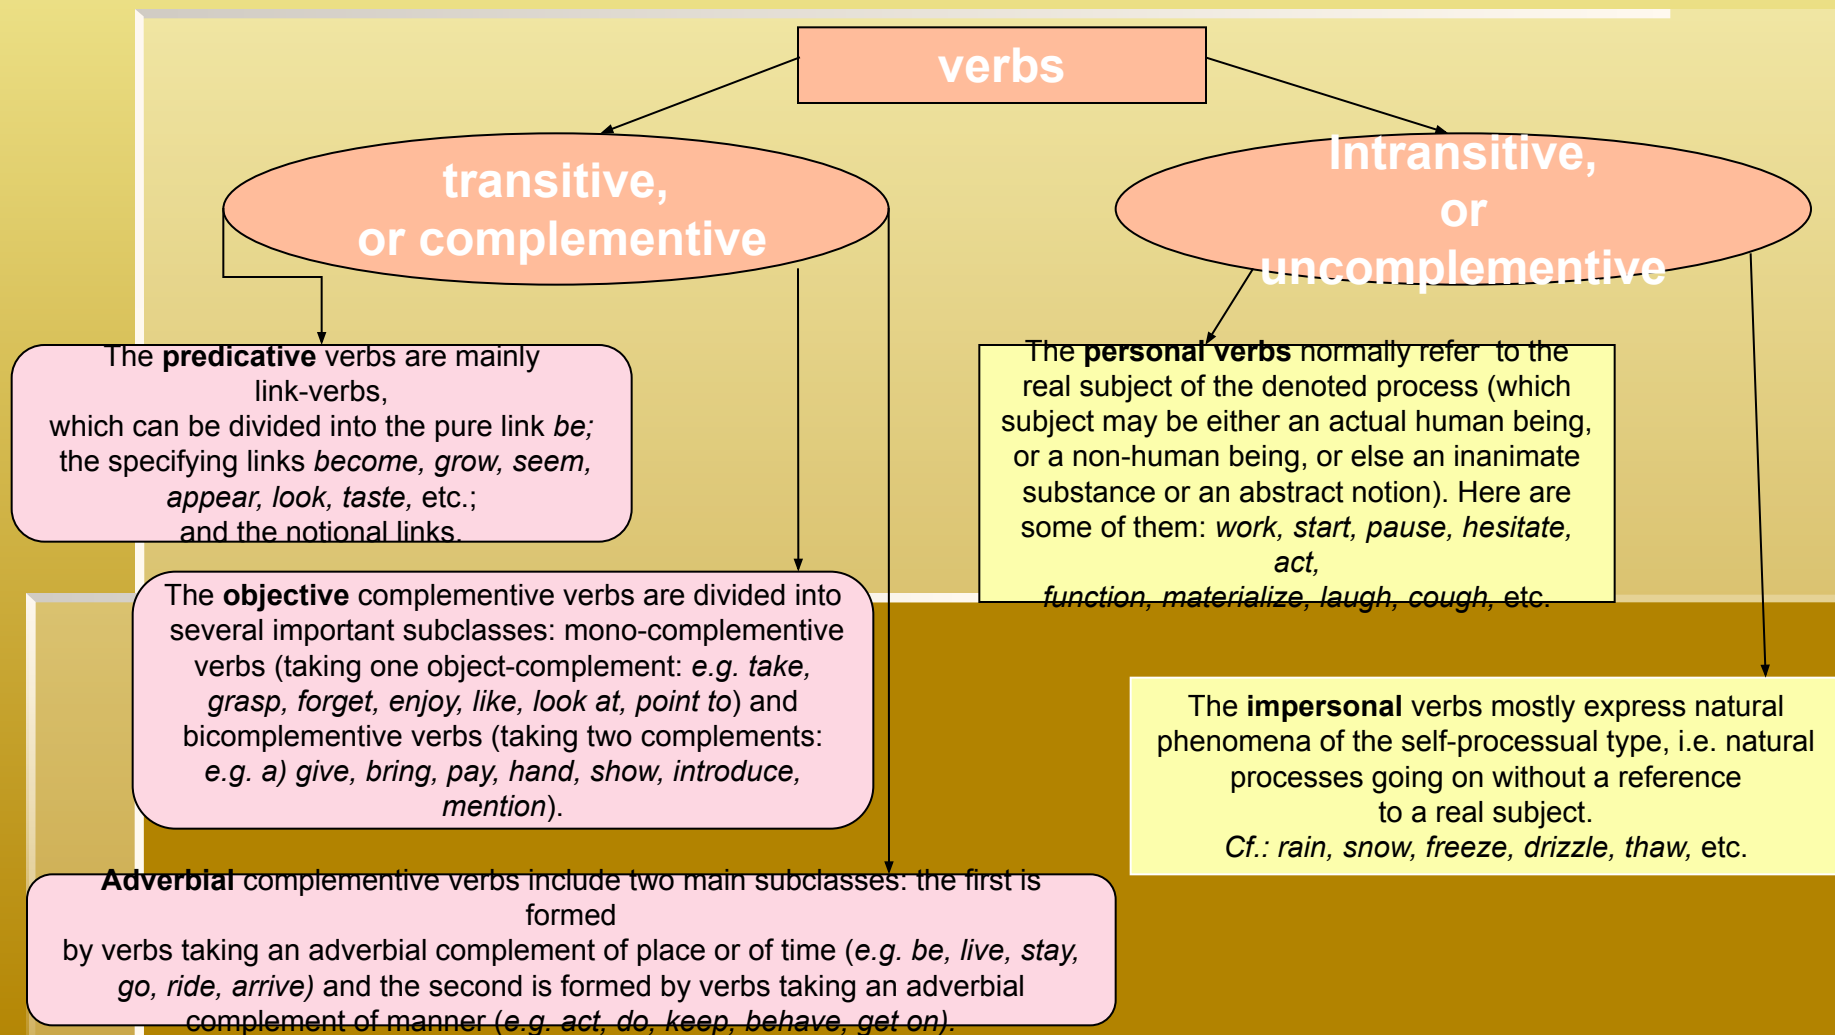 verbs
transitive,
or complementive
Intransitive,
or
uncomplementive
The predicative verbs are mainly
link-verbs,
which can be divided into the pure link be;
the specifying links become, grow, seem,
appear, look, taste, etc.;
and the notional links.
The objective complementive verbs are divided into
several important subclasses: mono-complementive
verbs (taking one object-complement: e.g. take,
grasp, forget, enjoy, like, look at, point to) and
bicomplementive verbs (taking two complements:
e.g. a) give, bring, pay, hand, show, introduce,
mention).
Adverbial complementive verbs include two main subclasses: the first is
formed
by verbs taking an adverbial complement of place or of time (e.g. be, live, stay,
go, ride, arrive) and the second is formed by verbs taking an adverbial
complement of manner (e.g. act, do, keep, behave, get on).
The personal verbs normally refer to the
real subject of the denoted process (which
subject may be either an actual human being,
or a non-human being, or else an inanimate
substance or an abstract notion). Here are
some of them: work, start, pause, hesitate,
act,
function, materialize, laugh, cough, etc.
The impersonal verbs mostly express natural
phenomena of the self-processual type, i.e. natural
processes going on without a reference
to a real subject.
Cf.: rain, snow, freeze, drizzle, thaw, etc.